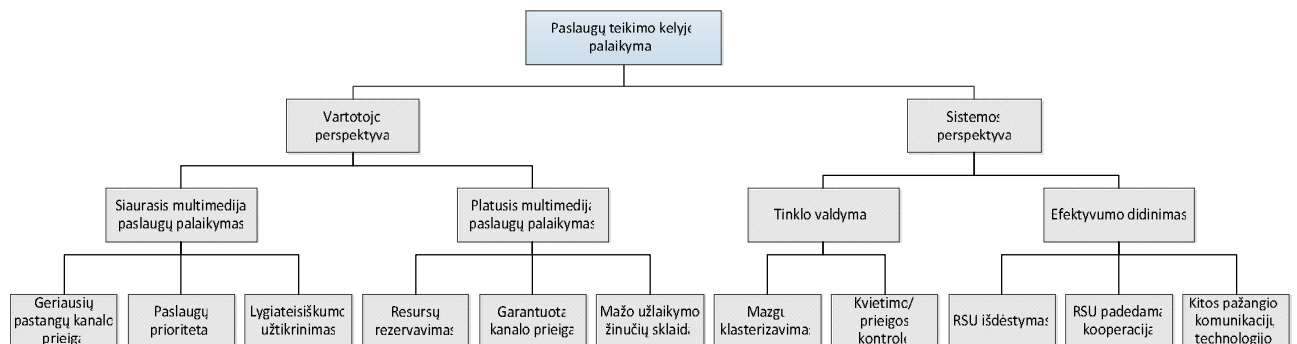 Paslaugų teikimo kelyje
palaikyma
Vartotojo
perspektyva
Sistemos
perspektyva
Siaurasis multimedija
paslaugų palaikymas
Platusis multimedija
paslaugų palaikymas
Tinklo valdyma
Efektyvumo didinimas
Geriausių
pastangų kanalo
prieiga
Paslaugų
prioriteta
Lygiateisiškumo
užtikrinimas
Resursų
rezervavimas
Garantuota
kanalo prieiga
Mažo užlaikymo
žinučių sklaida
Mazgų
klasterizavimas
Kvietimo/
prieigos
kontrolė
RSU išdėstymas
RSU padedama
kooperacija
Kitos pažangio
komunikacijų
technologijo